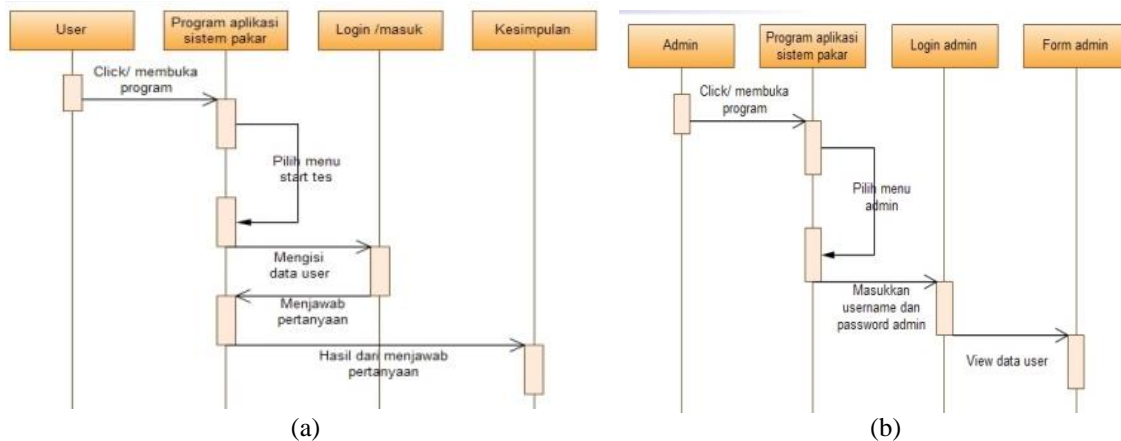 User
Program aplikasi
sistem pakar
Login /masuk
Kesimpulan
Click/ membuka
program
Pilih menu
start tes
Mengisi
data user
Menjawab
pertanyaan
Hasil dari menjawab
pertanyaan
(a)
Admin
Program aplikasi
sistem pakar
Login admin
Form admin
Click/ membuka
program
Pilih menu
admin
Masukkan
username dan
password admin
View data user
(b)